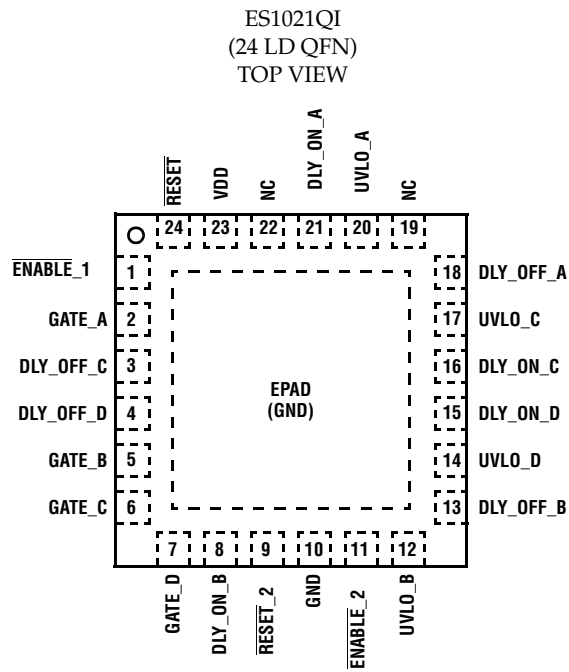 ES1021QI
(24 LD QFN)
TOP VIEW
RESET
VDD
NC
DLY_ON_A
UVLO_A
NC
24 23 22 21 20 19
ENABLE_1 1
GATE_A 2
DLY_OFF_C 3
DLY_OFF_D 4
GATE_B 5
GATE_C 6
EPAD
(GND)
18 DLY_OFF_A
17 UVLO_C
16 DLY_ON_C
15 DLY_ON_D
14 UVLO_D
13 DLY_OFF_B
7 8 9 10 11 12
GATE_D
DLY_ON_B
RESET_2
GND
ENABLE_2
UVLO_B